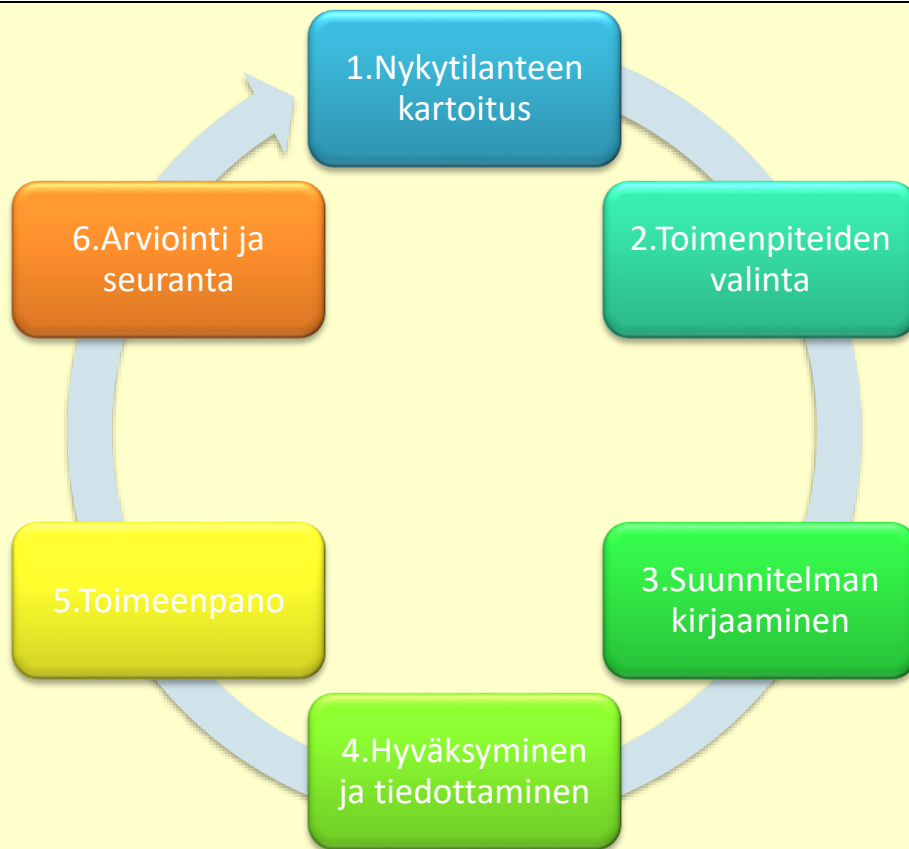 1.Nykytilanteen
kartoitus
2.Toimenpiteiden
valinta
3.Suunnitelman
kirjaaminen
4.Hyväksyminen
ja tiedottaminen
5.Toimeenpano
6.Arviointi ja
seuranta